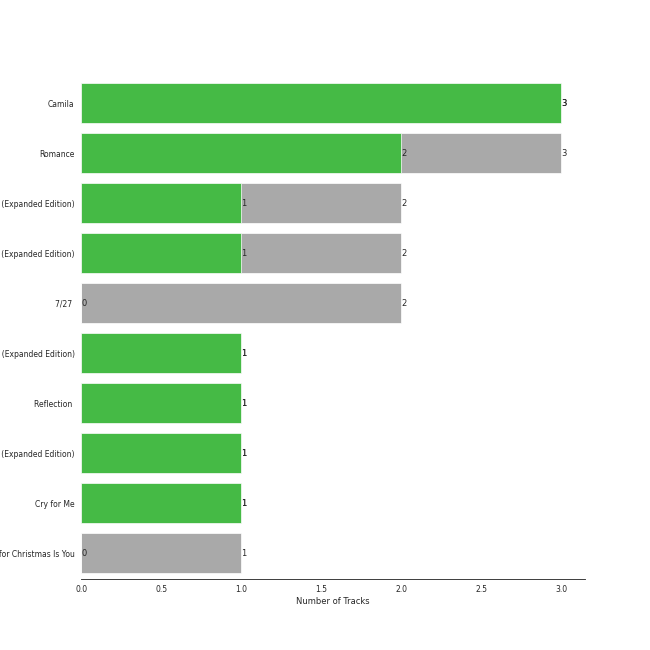 Camila 3
Romance 2 3
(Expanded Edition) 1 2
(Expanded Edition) 1 2
7/27 0 2
(Expanded Edition) 1
Reflection 1
(Expanded Edition) 1
Cry for Me 1
for Christmas Is You 0 1
0.0 0.5 1.0 1.5 2.0 2.5 3.0
Number of Tracks